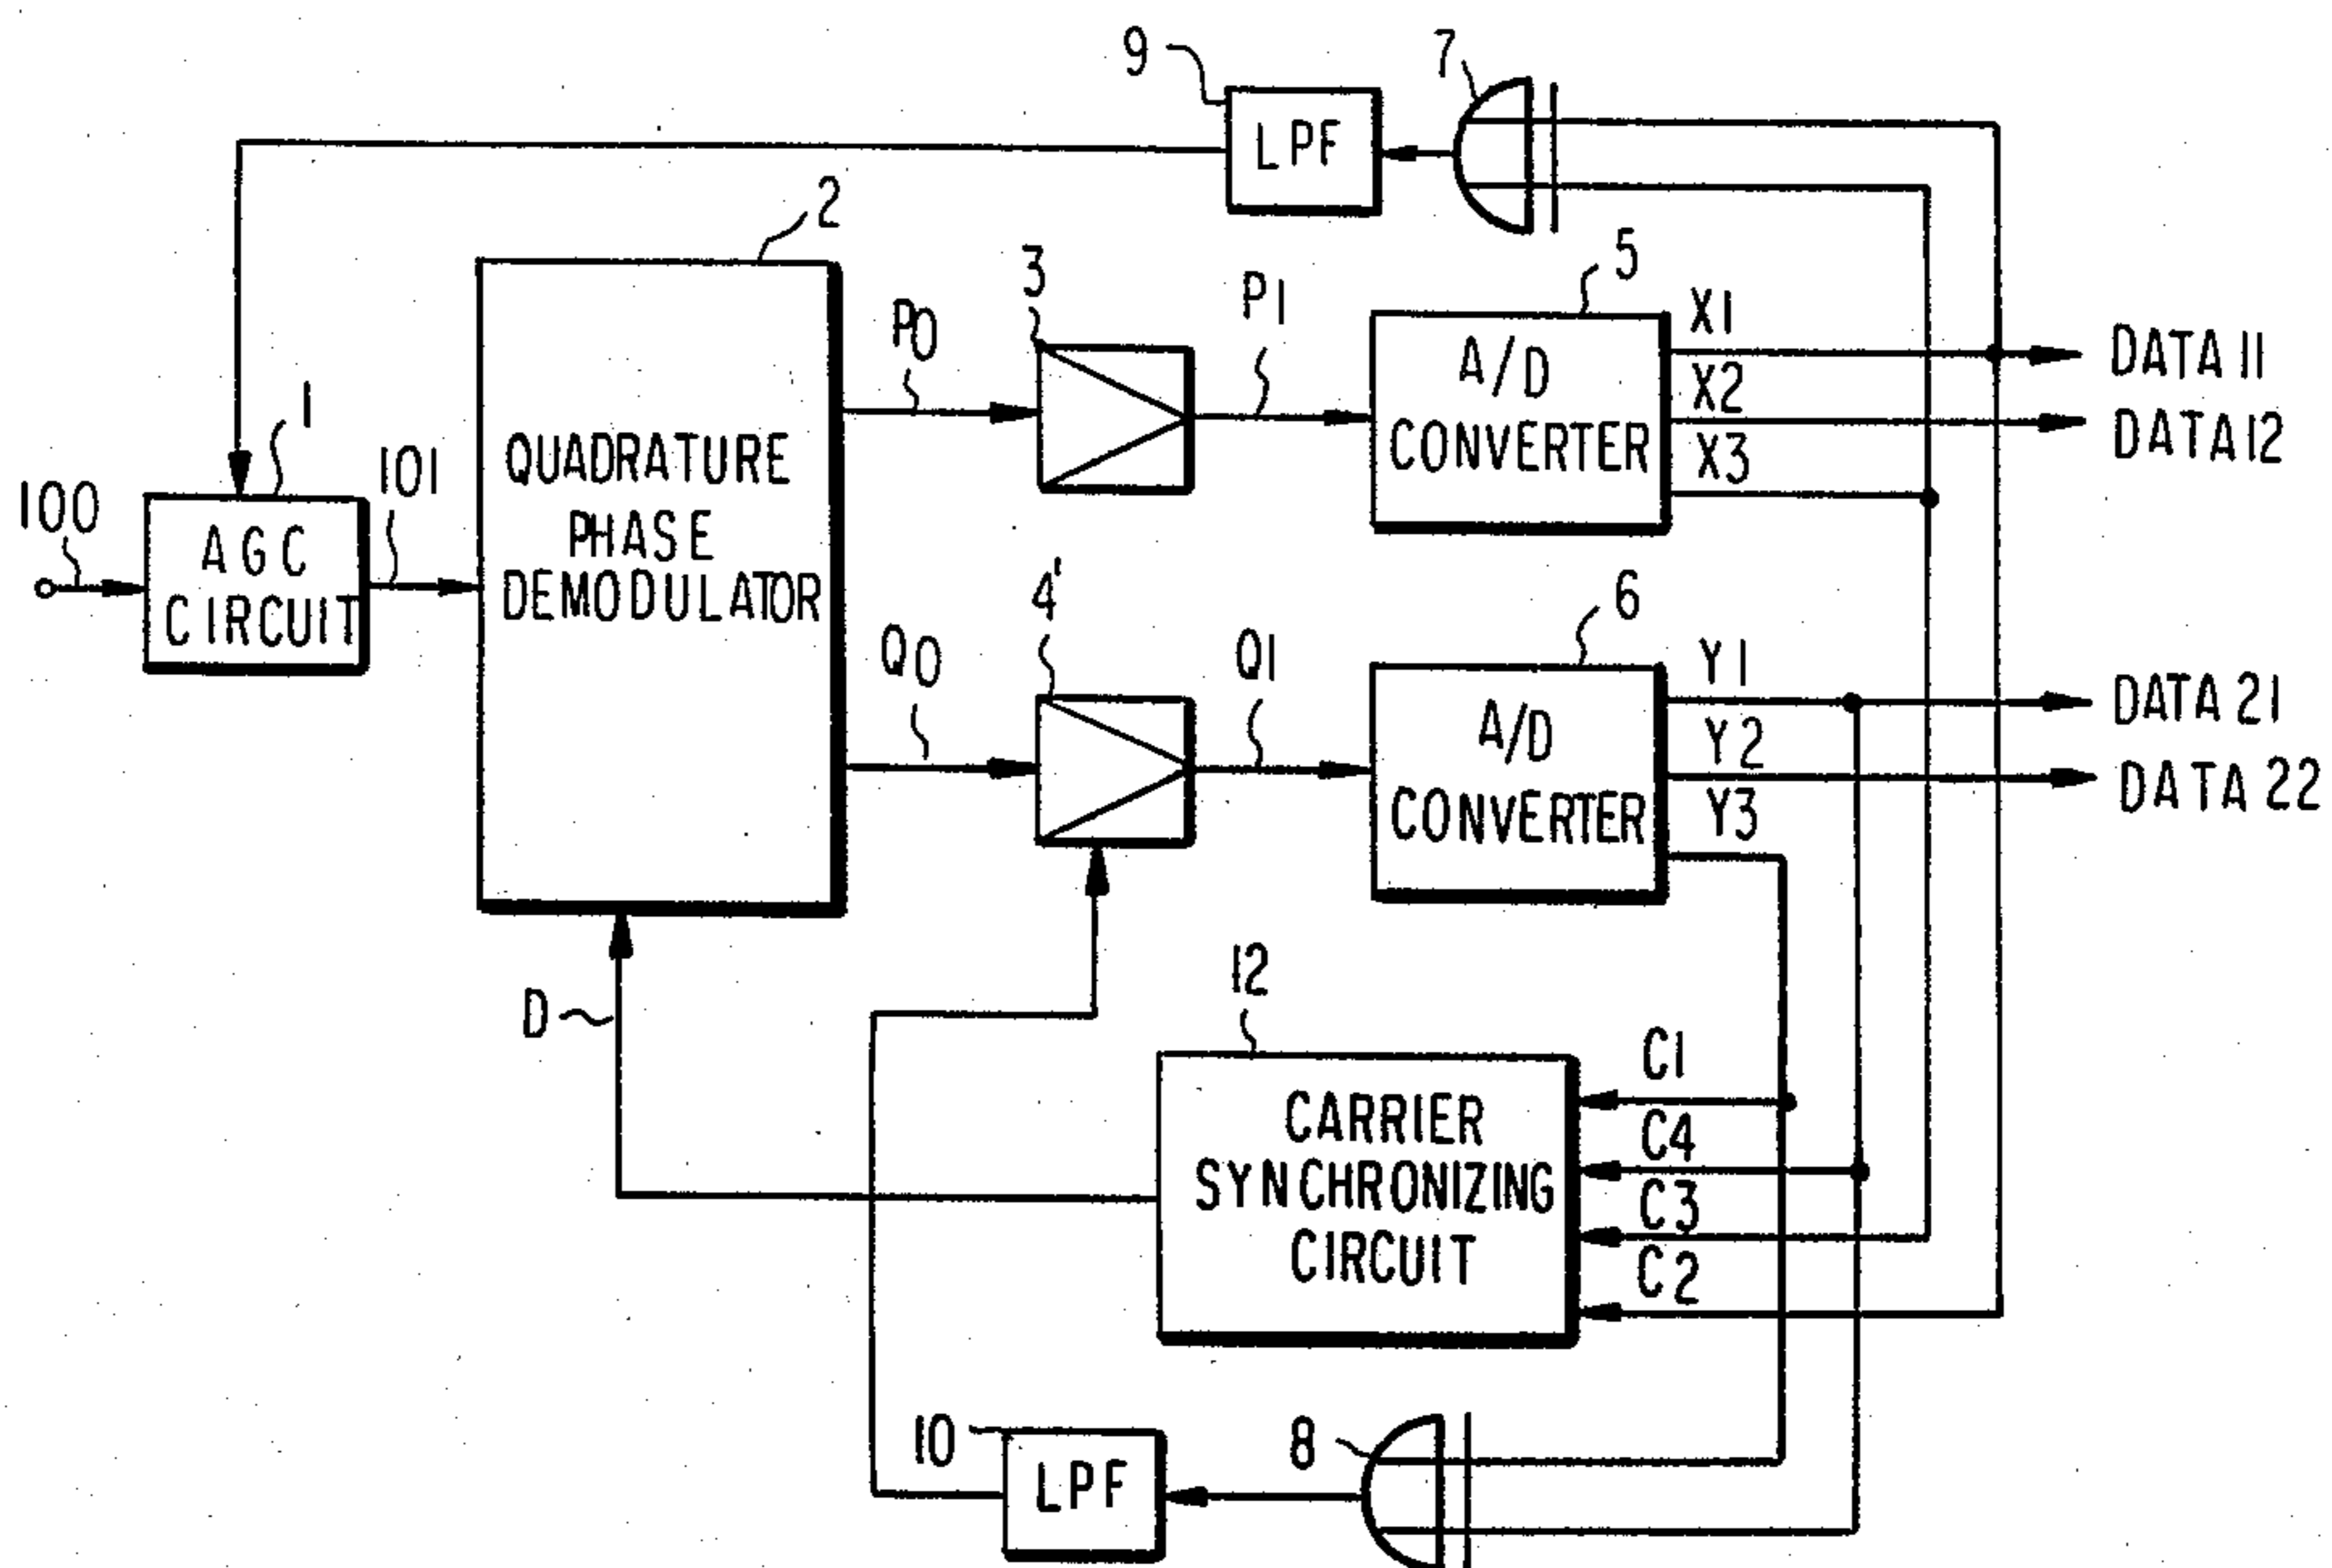 9
7
LPF
2
3
5
P0
P1
X1
A/D
CONVERTER
X2
X3
DATA 11
DATA 12
1
101
100
AGC
CIRCUIT
QUADRATURE
PHASE
DEMODULATOR
4'
6
Q0
Q1
Y1
A/D
CONVERTER
Y2
Y3
DATA 21
DATA 22
D
12
C1
CARRIER
SYNCHRONIZING
CIRCUIT
C4
C3
C2
10
LPF
8